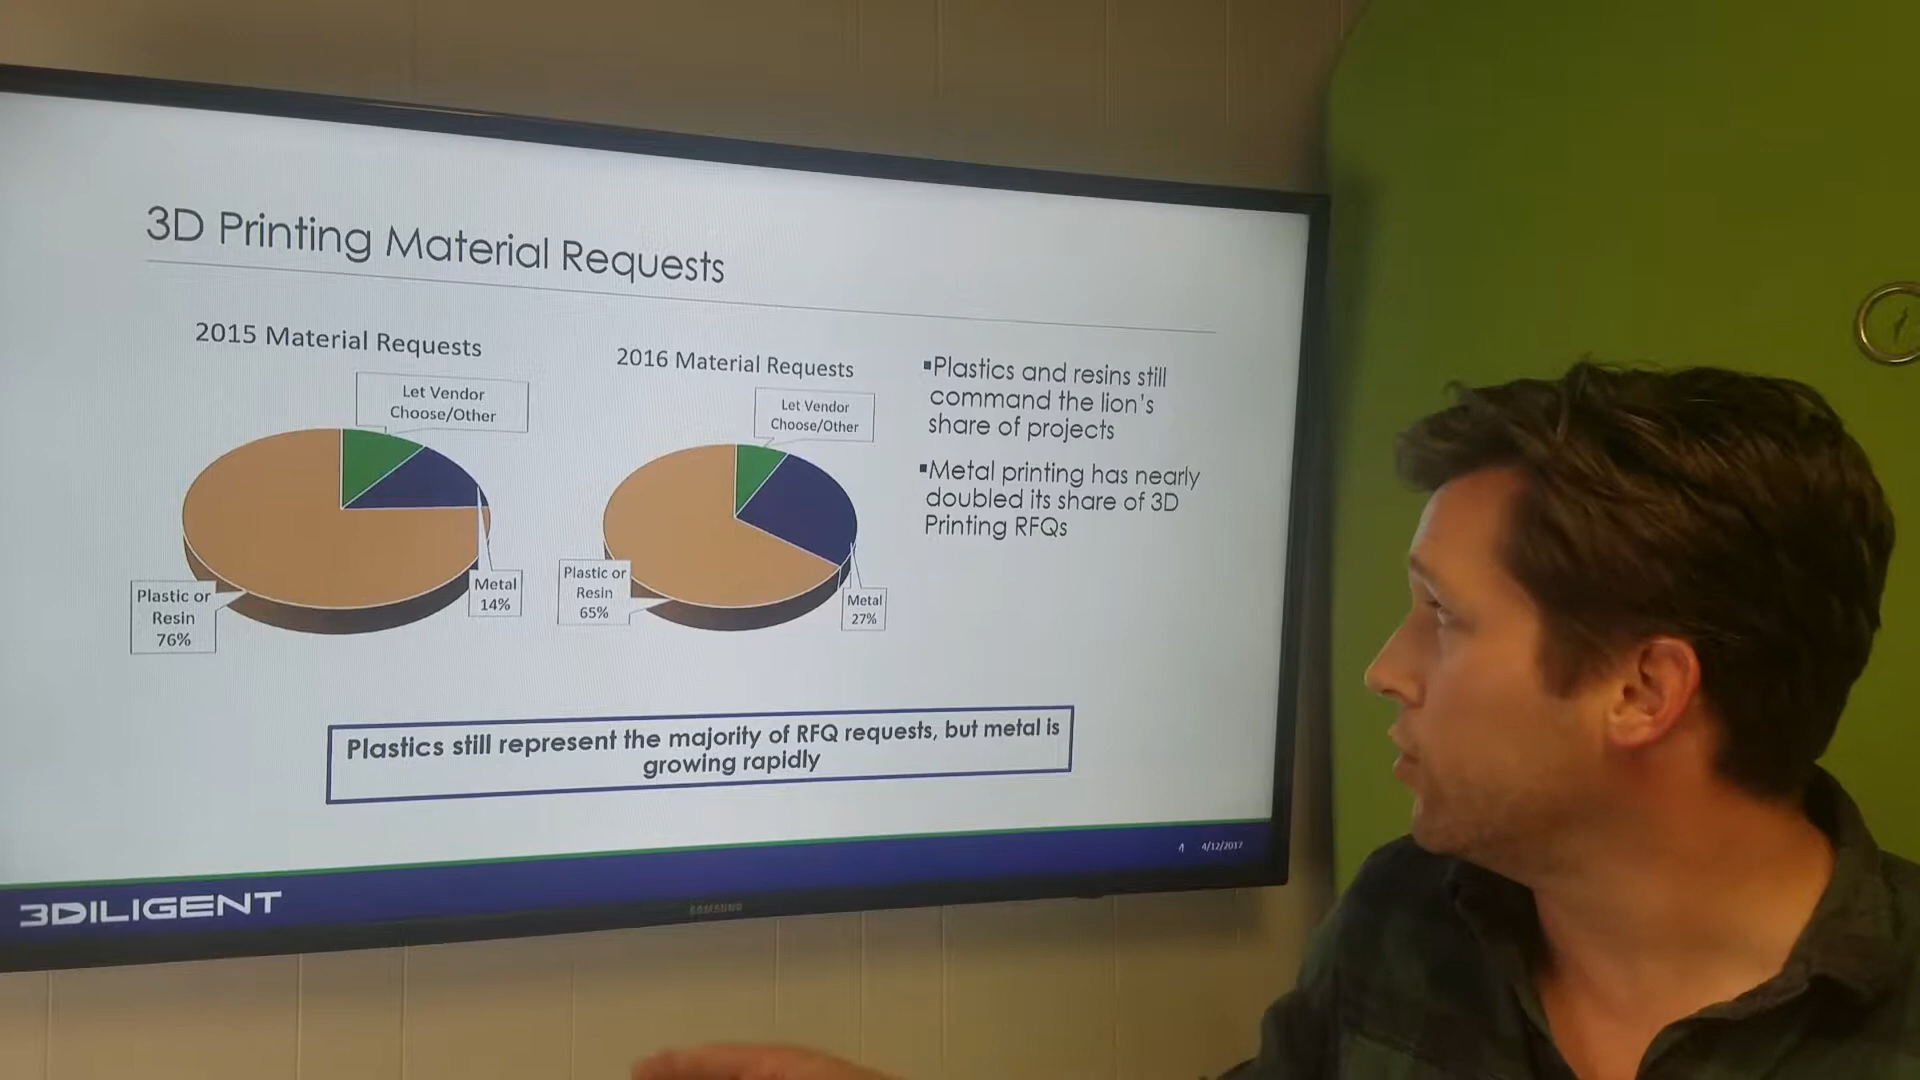 3D Printing Material Requests
2015 Material Requests
Let Vendor
Choose/Other
Plastic or
Resin
76%
Metal
14%
2016 Material Requests
Let Vendor
Choose/Other
Plastic or
Resin
65%
Metal
27%
▪Plastics and resins still
command the lion's
share of projects
▪Metal printing has nearly
doubled its share of 3D
Printing RFQs
Plastics still represent the majority of RFQ requests, but metal is
growing rapidly
4 4/12/2017
3DILIGENT
SAMSUNG